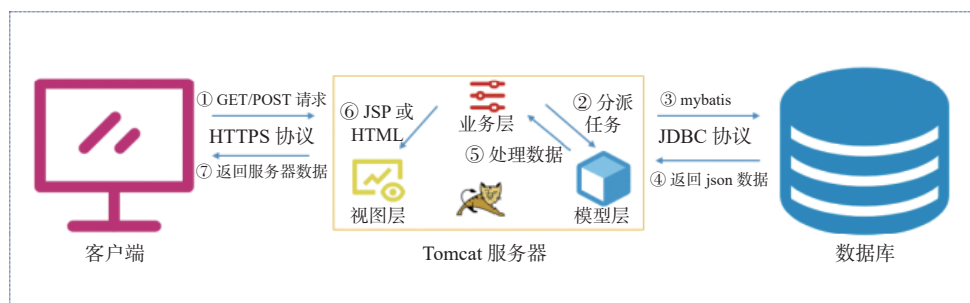 ① GET/POST 请求
HTTPS 协议
⑦ 返回服务器数据
客户端
⑥ JSP 或
HTML
业务层
② 分派
任务
⑤ 处理数据
视图层
模型层
Tomcat 服务器
③ mybatis
JDBC 协议
④ 返回 json 数据
数据库